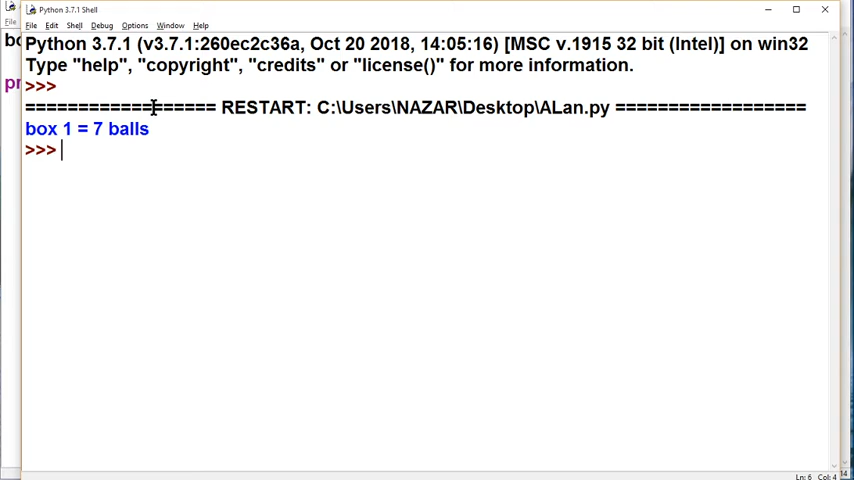 Python 3.7.1 Shell
File Edit Shell Debug Options Window Help
Python 3.7.1 (v3.7.1:260ec2c36a, Oct 20 2018, 14:05:16) [MSC v.1915 32 bit (Intel)] on win32
Type "help", "copyright", "credits" or "license()" for more information.
>>>
================== RESTART: C:\Users\NAZAR\Desktop\ALan.py ==================
box 1 = 7 balls
>>>
Ln: 6 Col: 4